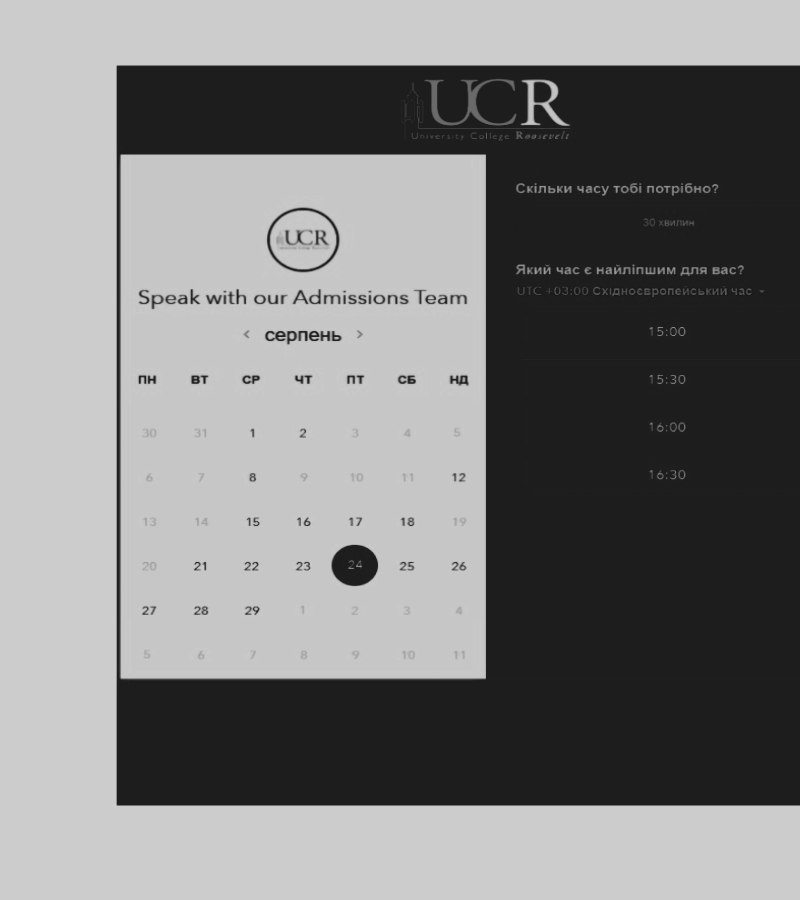 UCR
University College Roosevelt
UCR
Speak with our Admissions Team
< серпень >
ПН ВТ СР ЧТ ПТ СБ НД
30 31 1 2 3 4 5
6 7 8 9 10 11 12
13 14 15 16 17 18 19
20 21 22 23 24 25 26
27 28 29 1 2 3 4
5 6 7 8 9 10 11
Скільки часу тобі потрібно?
30 хвилин
Який час є найліпшим для вас?
UTC +03:00 Східноєвропейський час
15:00
15:30
16:00
16:30